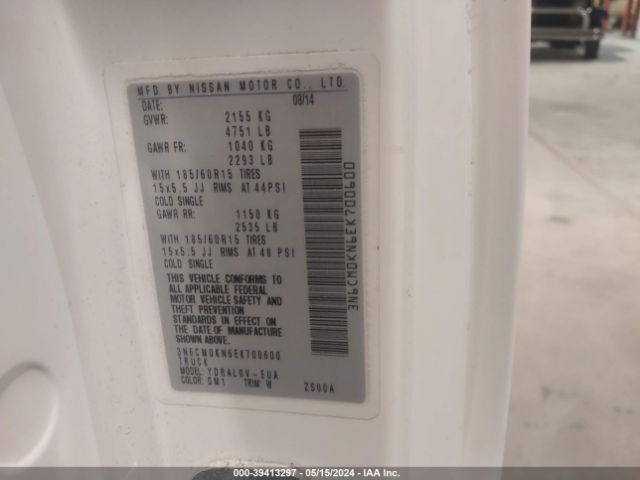 MFD. BY NISSAN MOTOR CO., LTD.
DATE: 08/14
GVWR: 2155 KG
4751 LB
GAWR FR: 1040 KG
2293 LB
WITH 185/60R15 TIRES
15x5.5 JJ RIMS AT 44PSI
COLD SINGLE
GAWR RR: 1150 KG
2535 LB
WITH 185/60R15 TIRES
15x5.5 JJ RIMS AT 48 PSI
COLD SINGLE
THIS VEHICLE CONFORMS TO
ALL APPLICABLE FEDERAL
MOTOR VEHICLE SAFETY AND
THEFT PREVENTION
STANDARDS IN EFFECT ON
THE DATE OF MANUFACTURE
SHOWN ABOVE.
3N6CM0KN6EK700600
TRUCK
MODEL: YDRALGV-EUA
COLOR: QM1 TRIM: W ZS00A
3N6CM0KN6EK700600
000-39413297 - 05/15/2024 - IAA Inc.